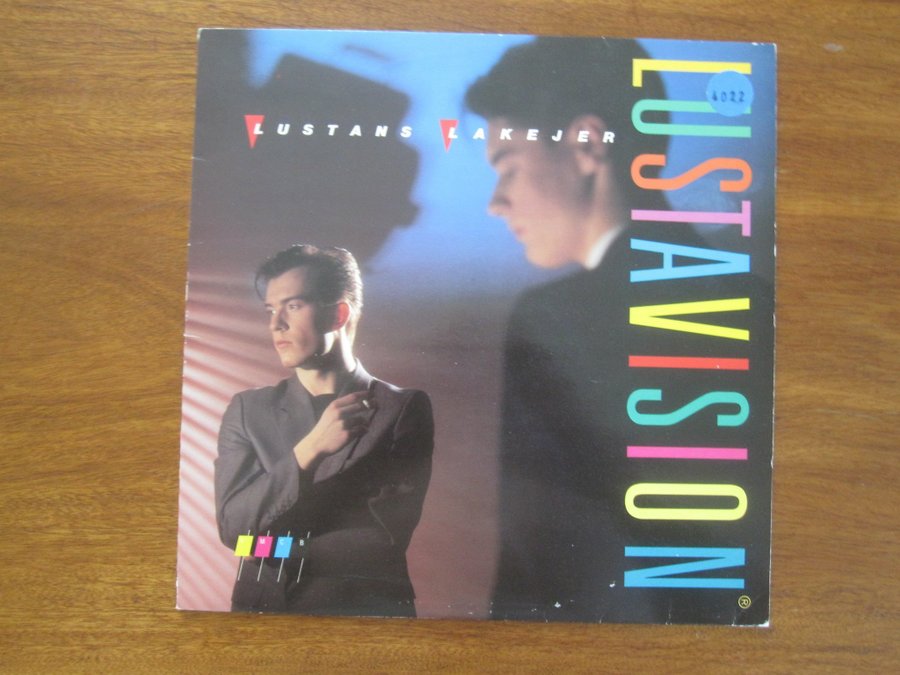 LUSTANS LAKEJER
LUSTAVISION
4022
M C B
®